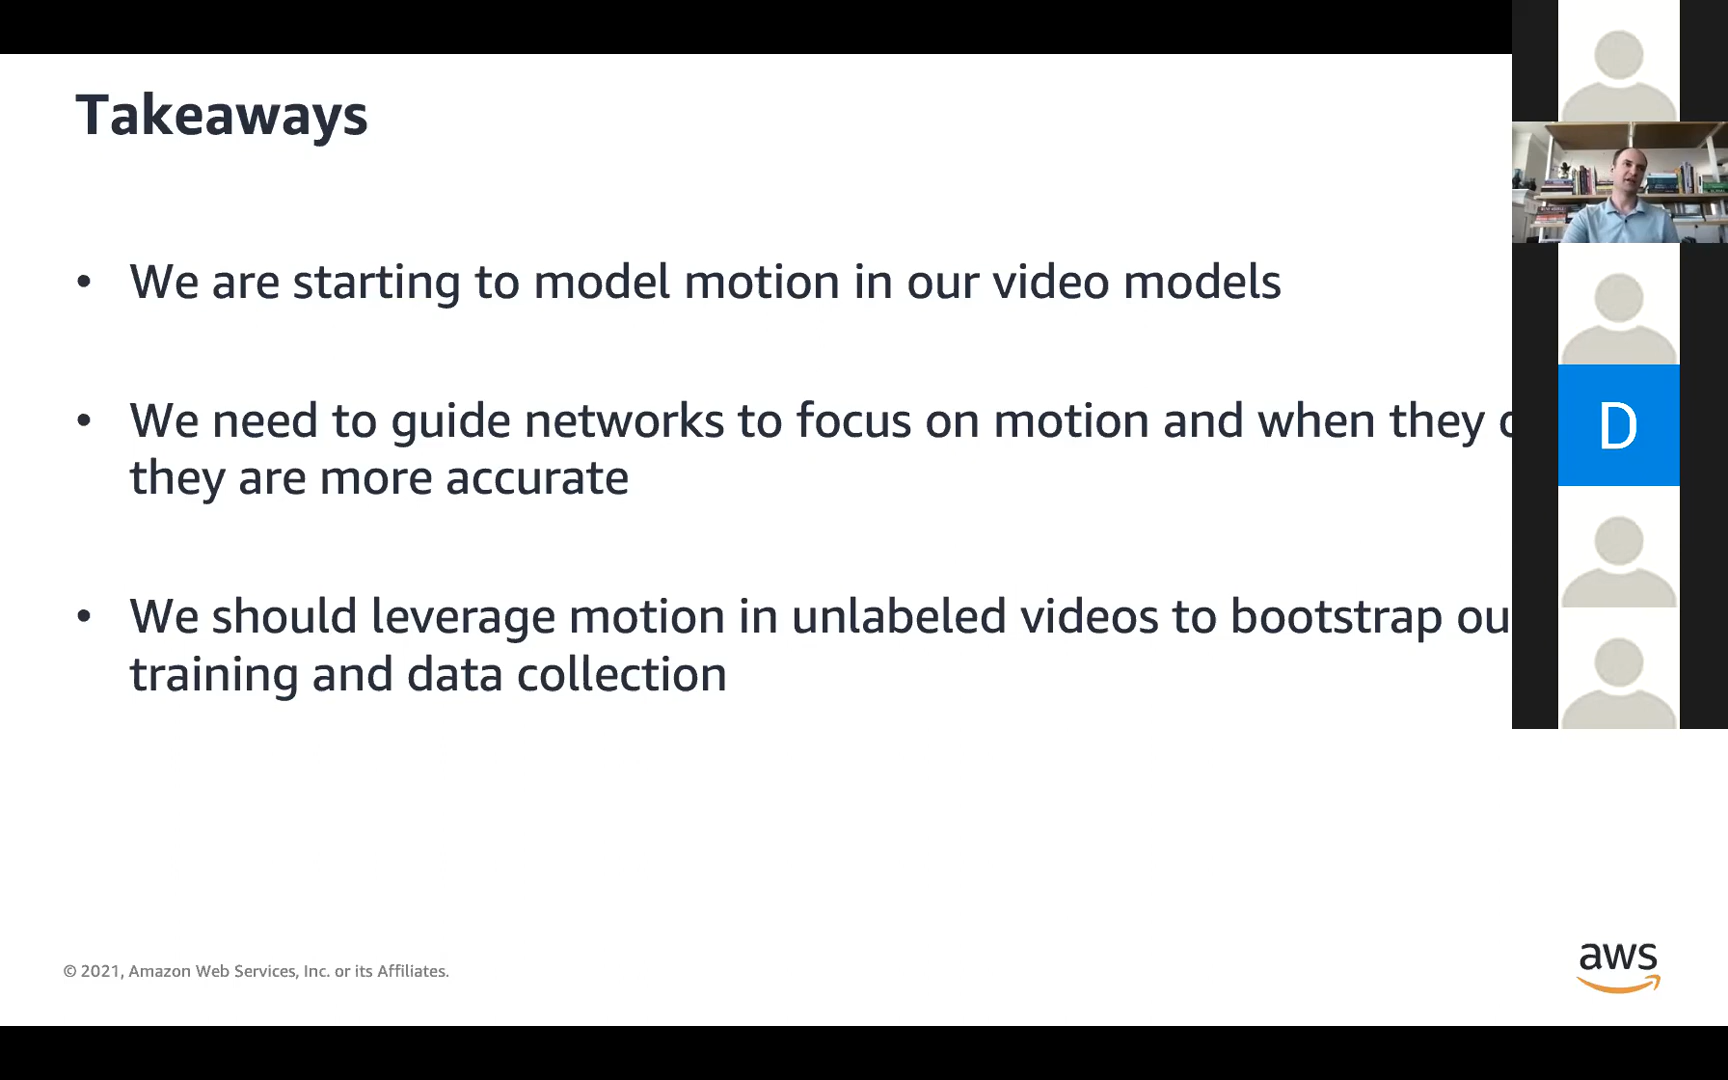 Takeaways
• We are starting to model motion in our video models
• We need to guide networks to focus on motion and when they
they are more accurate
• We should leverage motion in unlabeled videos to bootstrap
training and data collection
D
© 2021, Amazon Web Services, Inc. or its Affiliates.
aws